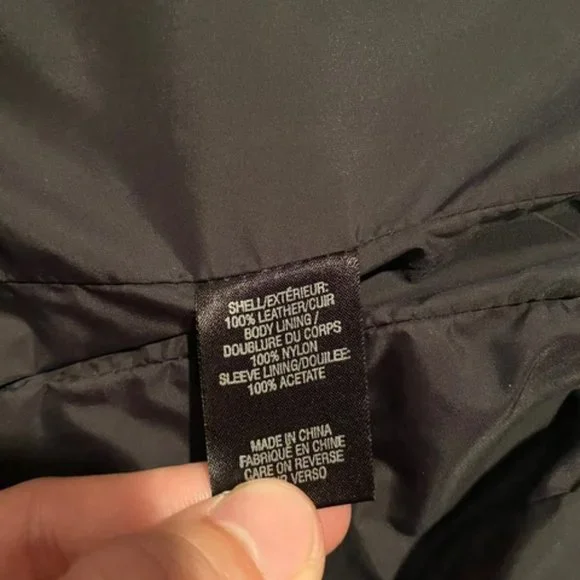 SHELL/EXTÉRIEUR:
100% LEATHER/CUIR
BODY LINING/
DOUBLURE DU CORPS
100% NYLON
SLEEVE LINING/DOUILEE:
100% ACETATE
MADE IN CHINA
FABRIQUÉ EN CHINE
CARE ON REVERSE
VERSO